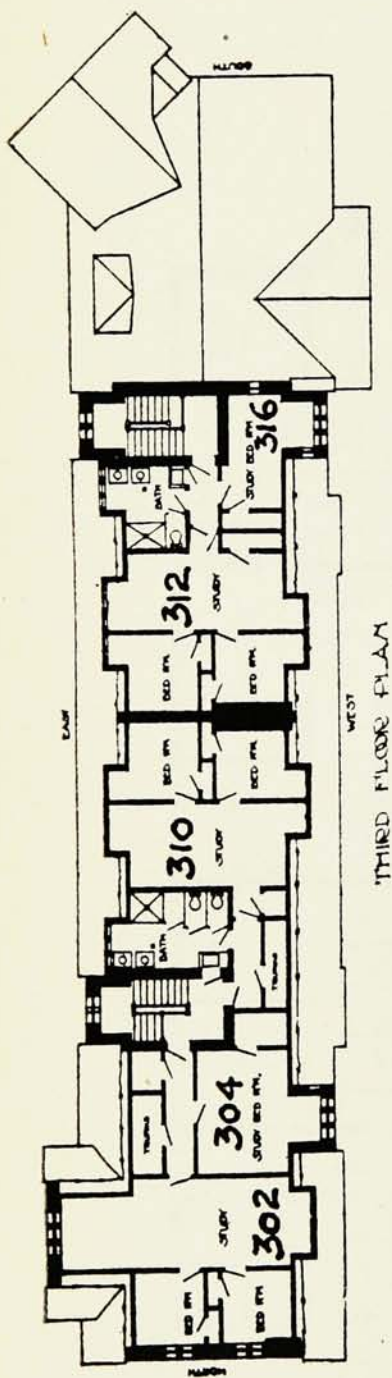 SOUTH
EAST
BATH
STUDY BED RM.
316
312
STUDY
BED RM.
BED RM.
BED RM.
BED RM.
310
STUDY
BATH
TRUNKS
TRUNKS
304
STUDY BED RM.
302
STUDY
BED RM
BED RM
NORTH
WEST
THIRD FLOOR PLAN